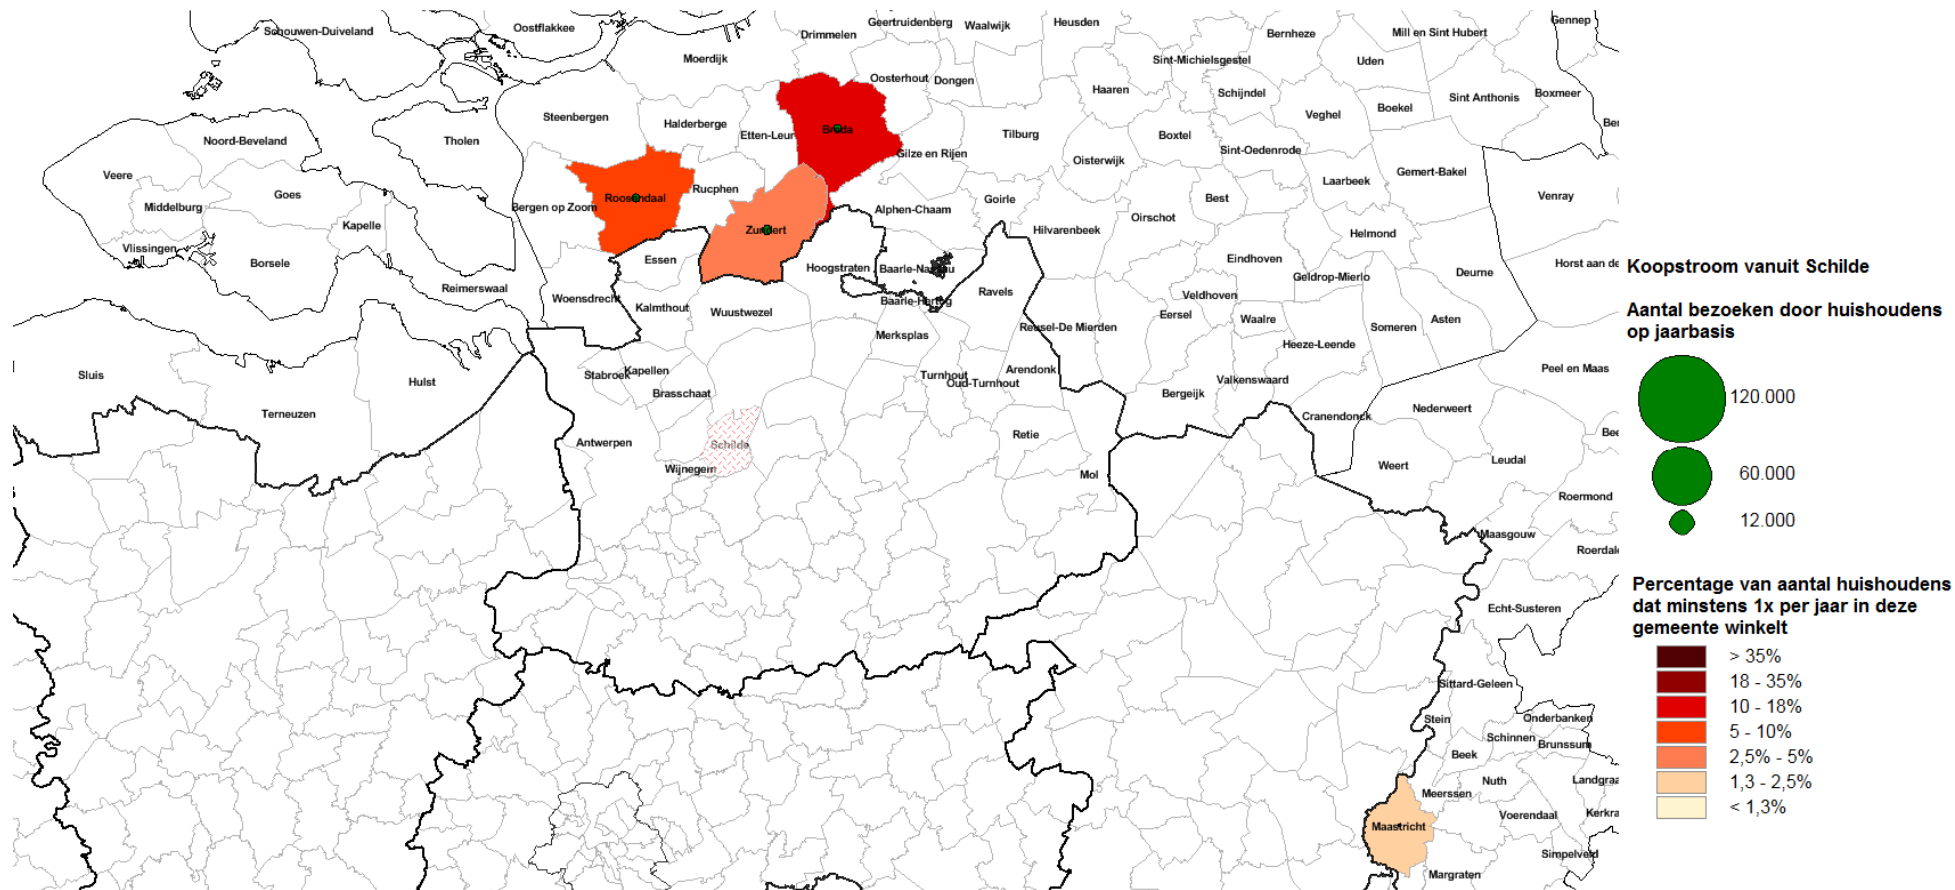 Schouwen-Duiveland
Oostflakkee
Geertruidenberg
Waalwijk
Heusden
Gennep
Drimmelen
Bernheze
Mill en Sint Hubert
Moerdijk
Sint-Michielsgestel
Uden
Oosterhout
Dongen
Haaren
Schijndel
Sint Anthonis
Boxmeer
Steenbergen
Halderberge
Etten-Leur
Breda
Tilburg
Boxtel
Veghel
Boekel
Noord-Beveland
Tholen
Gilze en Rijen
Oisterwijk
Sint-Oedenrode
Gemert-Bakel
Veere
Goes
Roosendaal
Rucphen
Laarbeek
Venray
Middelburg
Bergen op Zoom
Alphen-Chaam
Goirle
Best
Oirschot
Vlissingen
Kapelle
Zundert
Hilvarenbeek
Helmond
Borsele
Essen
Hoogstraten
Baarle-Nassau
Eindhoven
Geldrop-Mierlo
Deurne
Horst aan de
Reimerswaal
Woensdrecht
Kalmthout
Wuustwezel
Baarle-Hertog
Ravels
Veldhoven
Eersel
Waalre
Someren
Asten
Merksplas
Reusel-De Mierden
Heeze-Leende
Sluis
Hulst
Stabroek
Kapellen
Turnhout
Arendonk
Oud-Turnhout
Peel en Maas
Terneuzen
Brasschaat
Bergeijk
Valkenswaard
Cranendonck
Nederweert
Antwerpen
Schilde
Retie
Wijnegem
Mol
Weert
Leudal
Roermond
Maasgouw
Echt-Susteren
Sittard-Geleen
Stein
Onderbanken
Schinnen
Brunssum
Beek
Nuth
Meerssen
Voerendaal
Maastricht
Simpelveld
Margraten
Koopstroom vanuit Schilde
Aantal bezoeken door huishoudens
op jaarbasis
120.000
60.000
12.000
Percentage van aantal huishoudens
dat minstens 1x per jaar in deze
gemeente winkelt
> 35%
18 - 35%
10 - 18%
5 - 10%
2,5% - 5%
1,3 - 2,5%
< 1,3%